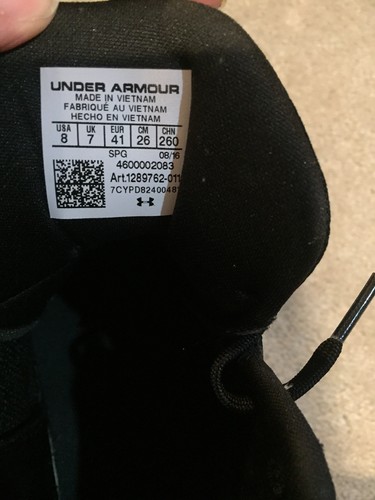 UNDER ARMOUR
MADE IN VIETNAM
FABRIQUÉ AU VIETNAM
HECHO EN VIETNAM
USA UK EUR CM CHN
8 7 41 26 260
SPG 08/16
4600002083
Art.1289762-011